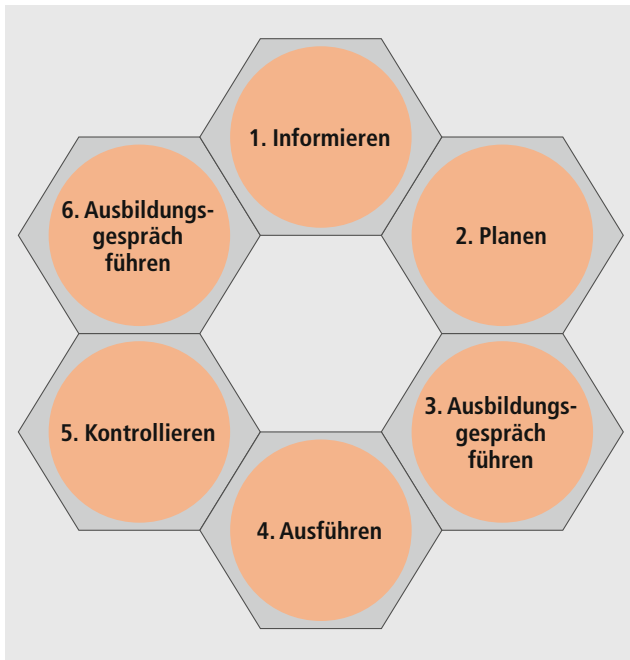 1. Informieren
2. Planen
3. Ausbildungs-
gespräch
führen
4. Ausführen
5. Kontrollieren
6. Ausbildungs-
gespräch
führen